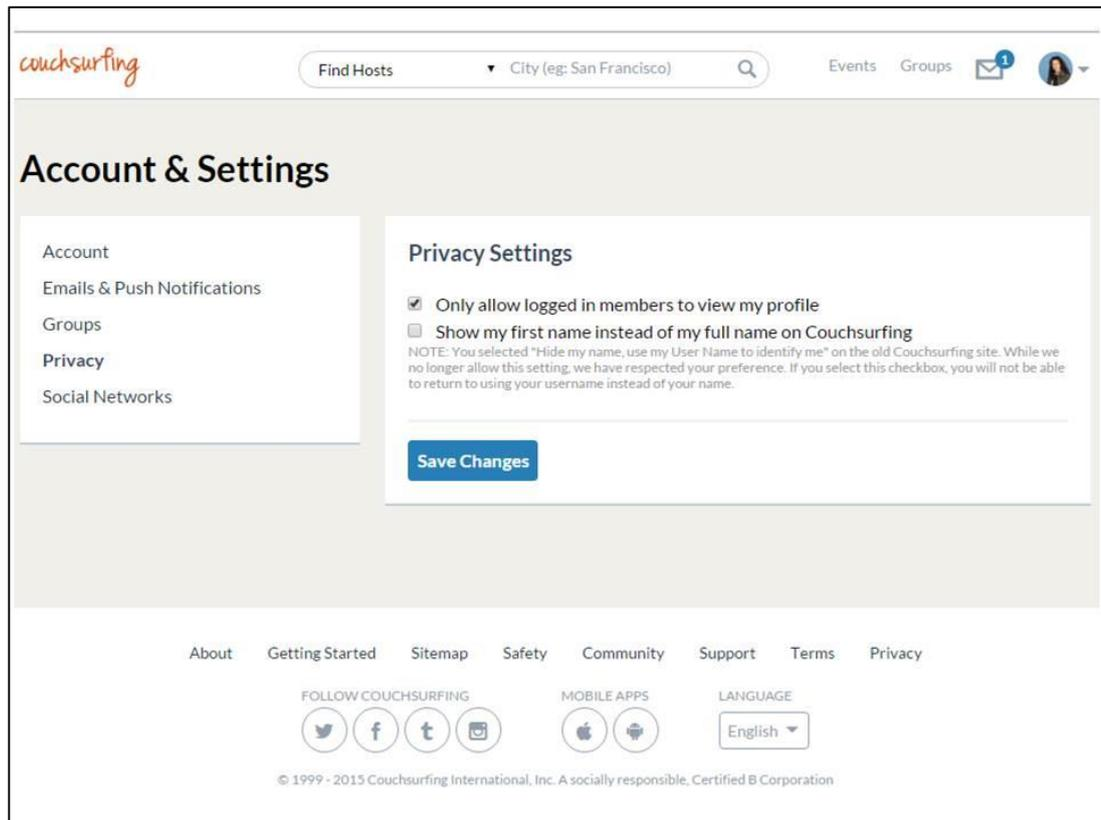 couchsurfing
Find Hosts
City (eg: San Francisco)
Events
Groups
1
Account & Settings
Account
Emails & Push Notifications
Groups
Privacy
Social Networks
Privacy Settings
Only allow logged in members to view my profile
Show my first name instead of my full name on Couchsurfing
NOTE: You selected "Hide my name, use my User Name to identify me" on the old Couchsurfing site. While we
no longer allow this setting, we have respected your preference. If you select this checkbox, you will not be able
to return to using your username instead of your name.
Save Changes
About Getting Started Sitemap Safety Community Support Terms Privacy
FOLLOW COUCHSURFING MOBILE APPS LANGUAGE
English
© 1999 - 2015 Couchsurfing International, Inc. A socially responsible, Certified B Corporation